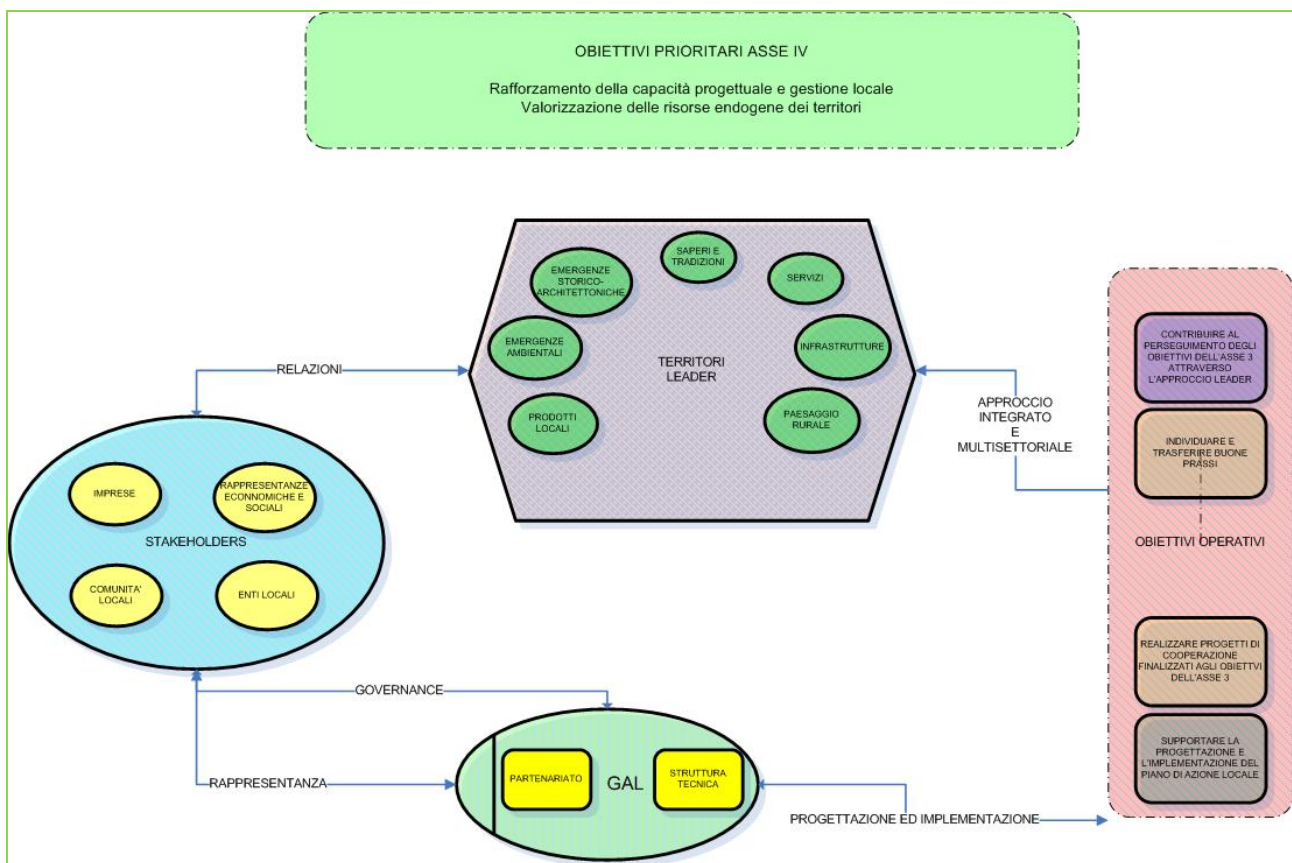 OBIETTIVI PRIORITARI ASSE IV
Rafforzamento della capacità progettuale e gestione locale
Valorizzazione delle risorse endogene dei territori
SAPERI E
TRADIZIONI
EMERGENZE
STORICO-
ARCHITETTONICHE
SERVIZI
EMERGENZE
AMBIENTALI
INFRASTRUTTURE
TERRITORI
LEADER
PRODOTTI
LOCALI
PAESAGGIO
RURALE
RELAZIONI
APPROCCIO
INTEGRATO
E
MULTISETTORIALE
CONTRIBUIRE AL
PERSEGUIMENTO DEGLI
OBIETTIVI DELL'ASSE 3
ATTRAVERSO
L'APPROCCIO LEADER
INDIVIDUARE E
TRASFERIRE BUONE
PRASSI
OBIETTIVI OPERATIVI
REALIZZARE PROGETTI DI
COOPERAZIONE
FINALIZZATI AGLI OBIETTVI
DELL'ASSE 3
SUPPORTARE LA
PROGETTAZIONE E
L'IMPLEMENTAZIONE DEL
PIANO DI AZIONE LOCALE
IMPRESE
RAPPRESENTANZE
ECONNOMICHE E
SOCIALI
STAKEHOLDERS
COMUNITA'
LOCALI
ENTI LOCALI
GOVERNANCE
RAPPRESENTANZA
PARTENARIATO
GAL
STRUTTURA
TECNICA
PROGETTAZIONE ED IMPLEMENTAZIONE